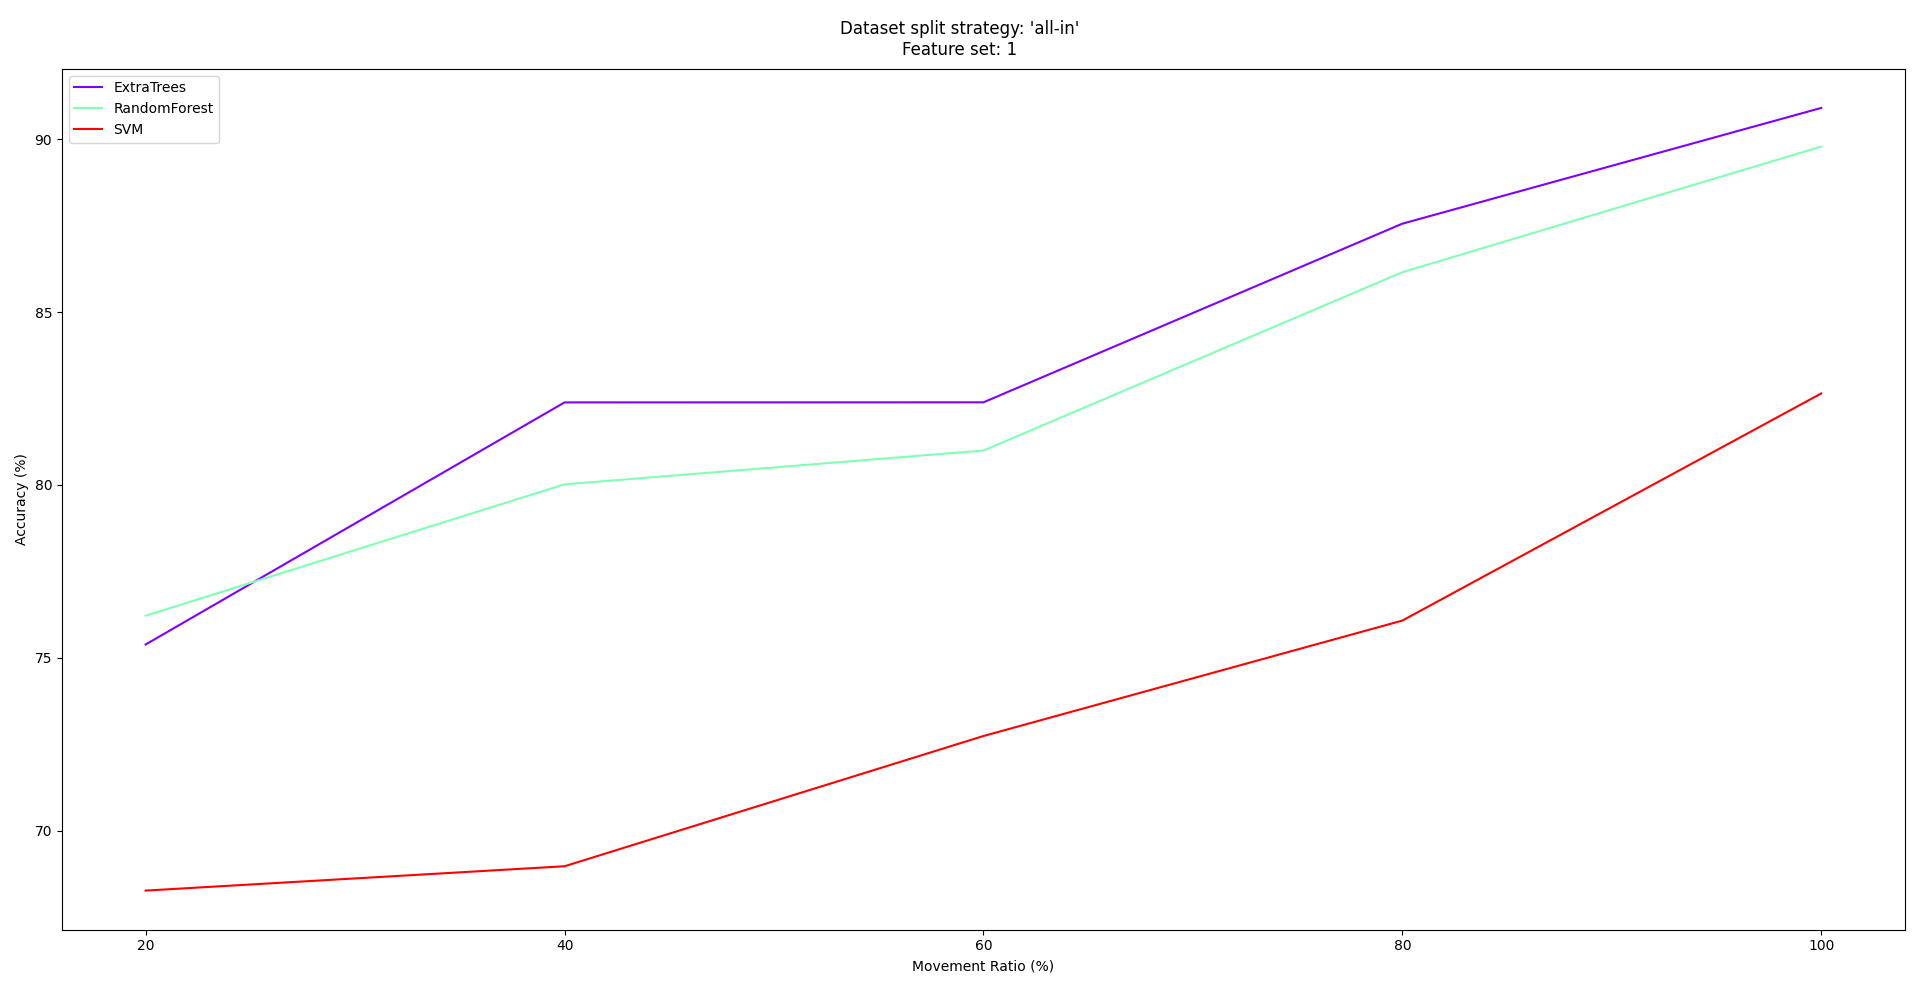 Dataset split strategy: 'all-in'
Feature set: 1
ExtraTrees
RandomForest
SVM
90
85
80
75
70
Accuracy (%)
20 40 60 80 100
Movement Ratio (%)